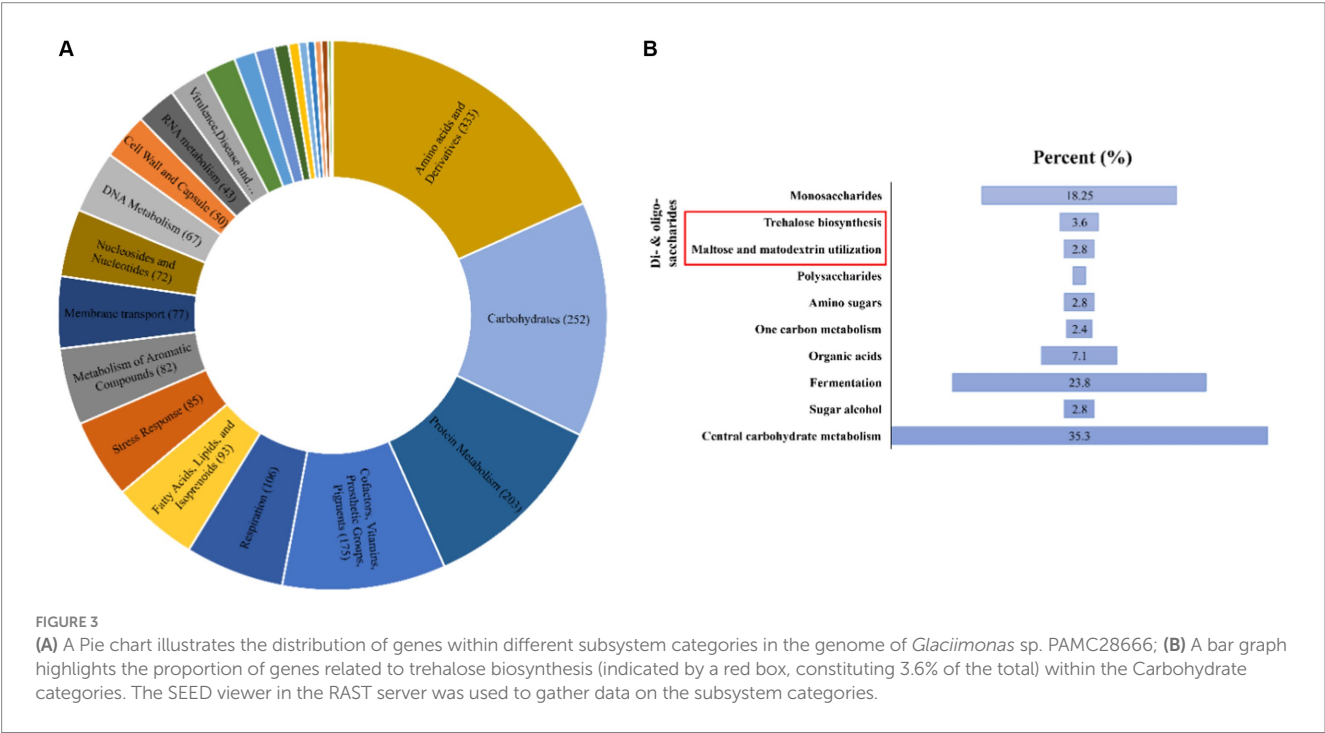 A
Amino acids and
Derivatives (333)
Carbohydrates (252)
Protein Metabolism (203)
Cofactors, Vitamins,
Prosthetic Groups,
Pigments (175)
Respiration (106)
Fatty Acids, Lipids, and
Isoprenoids (93)
Stress Response (85)
Metabolism of Aromatic
Compounds (82)
Membrane transport (77)
Nucleosides and
Nucleotides (72)
DNA Metabolism (67)
Cell Wall and Capsule (50)
RNA metabolism (43)
Virulence,Disease and...
B
Percent (%)
Di- & oligo-
saccharides
Monosaccharides 18.25
Trehalose biosynthesis 3.6
Maltose and matodextrin utilization 2.8
Polysaccharides
Amino sugars 2.8
One carbon metabolism 2.4
Organic acids 7.1
Fermentation 23.8
Sugar alcohol 2.8
Central carbohydrate metabolism 35.3
FIGURE 3
(A) A Pie chart illustrates the distribution of genes within different subsystem categories in the genome of Glaciimonas sp. PAMC28666; (B) A bar graph
highlights the proportion of genes related to trehalose biosynthesis (indicated by a red box, constituting 3.6% of the total) within the Carbohydrate
categories. The SEED viewer in the RAST server was used to gather data on the subsystem categories.